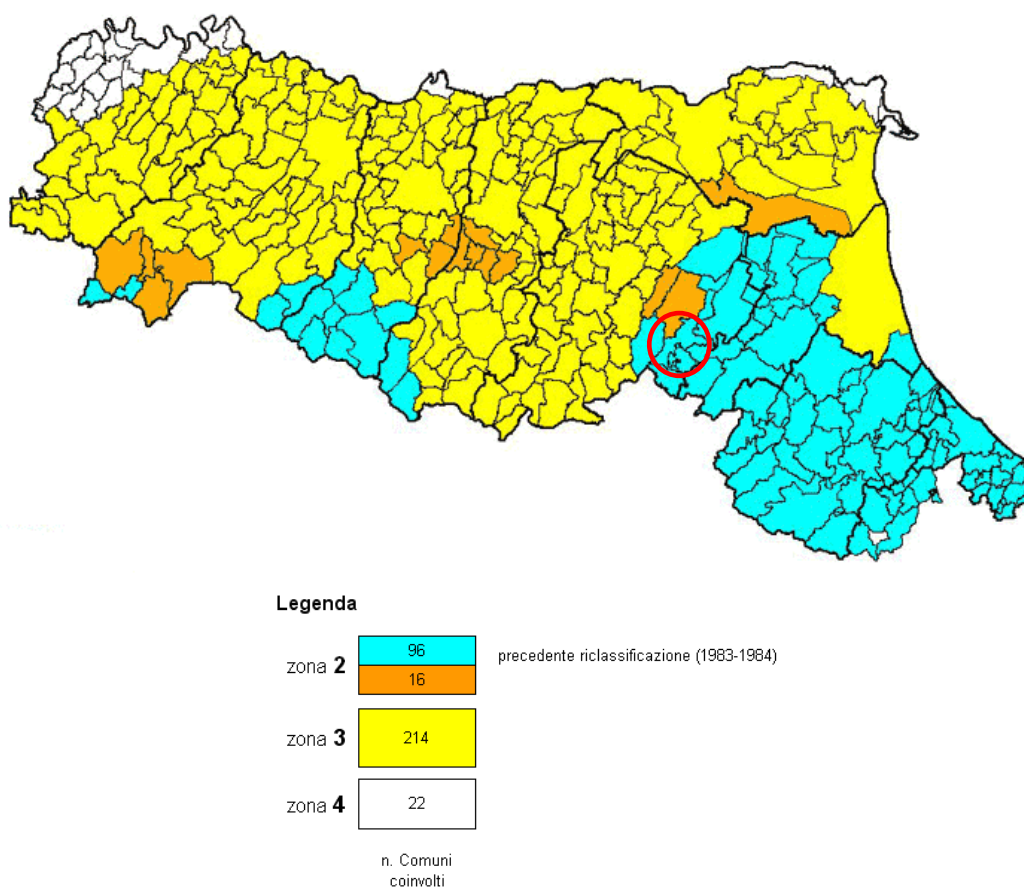 Legenda
zona 2
96
precedente riclassificazione (1983-1984)
16
zona 3
214
zona 4
22
n. Comuni
coinvolti